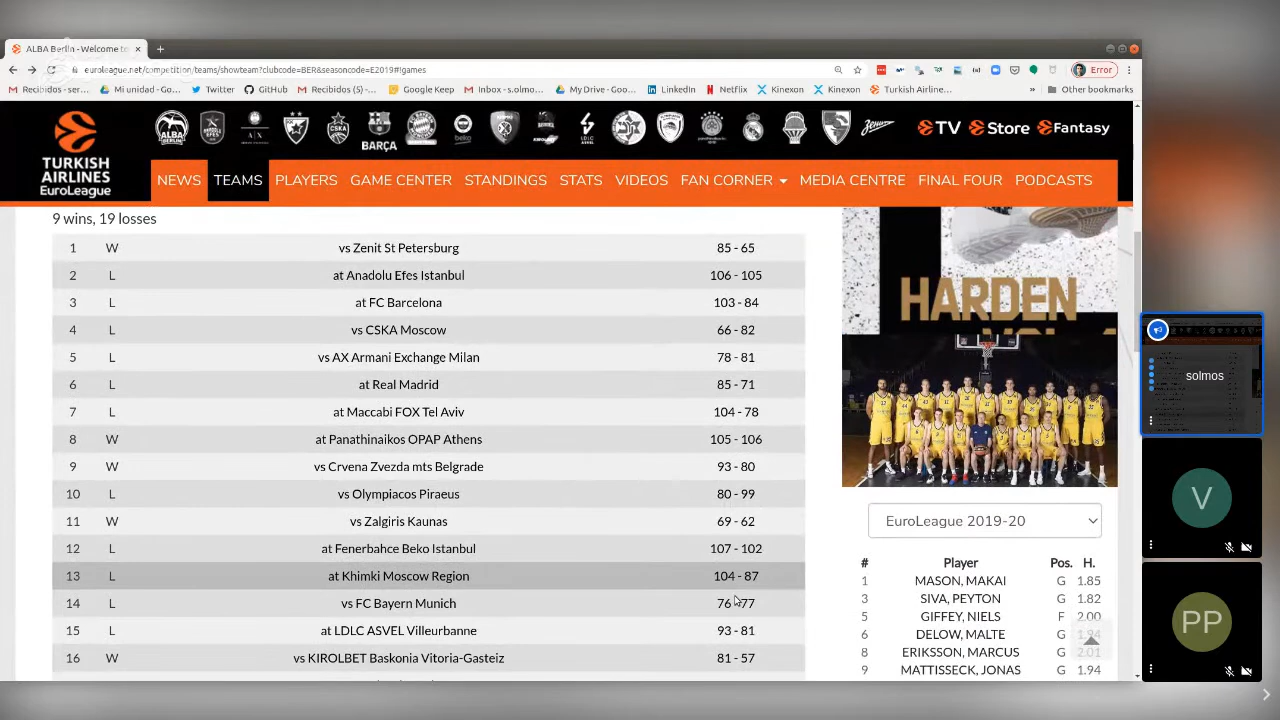 ALBA Berlin - Welcome to
euroleague.net/competition/teams/showteam?clubcode=BER&seasoncode=E2019#!games
Error
Recibidos - ser...
Mi unidad - Go...
Twitter
GitHub
Recibidos (5) -...
Google Keep
Inbox - s.olmo...
My Drive - Goo...
LinkedIn
Netflix
Kinexon
Kinexon
Turkish Airline...
»
Other bookmarks
TURKISH
AIRLINES
EuroLeague
BARÇA
TV
Store
Fantasy
NEWS
TEAMS
PLAYERS
GAME CENTER
STANDINGS
STATS
VIDEOS
FAN CORNER
MEDIA CENTRE
FINAL FOUR
PODCASTS
9 wins, 19 losses
1 W vs Zenit St Petersburg 85 - 65
2 L at Anadolu Efes Istanbul 106 - 105
3 L at FC Barcelona 103 - 84
4 L vs CSKA Moscow 66 - 82
5 L vs AX Armani Exchange Milan 78 - 81
6 L at Real Madrid 85 - 71
7 L at Maccabi FOX Tel Aviv 104 - 78
8 W at Panathinaikos OPAP Athens 105 - 106
9 W vs Crvena Zvezda mts Belgrade 93 - 80
10 L vs Olympiacos Piraeus 80 - 99
11 W vs Zalgiris Kaunas 69 - 62
12 L at Fenerbahce Beko Istanbul 107 - 102
13 L at Khimki Moscow Region 104 - 87
14 L vs FC Bayern Munich 76 - 77
15 L at LDLC ASVEL Villeurbanne 93 - 81
16 W vs KIROLBET Baskonia Vitoria-Gasteiz 81 - 57
HARDEN
EuroLeague 2019-20
# Player Pos. H.
1 MASON, MAKAI G 1.85
3 SIVA, PEYTON G 1.82
5 GIFFEY, NIELS F 2.00
6 DELOW, MALTE G 1.94
8 ERIKSSON, MARCUS G 2.01
9 MATTISSECK, JONAS G 1.94
solmos
V
PP